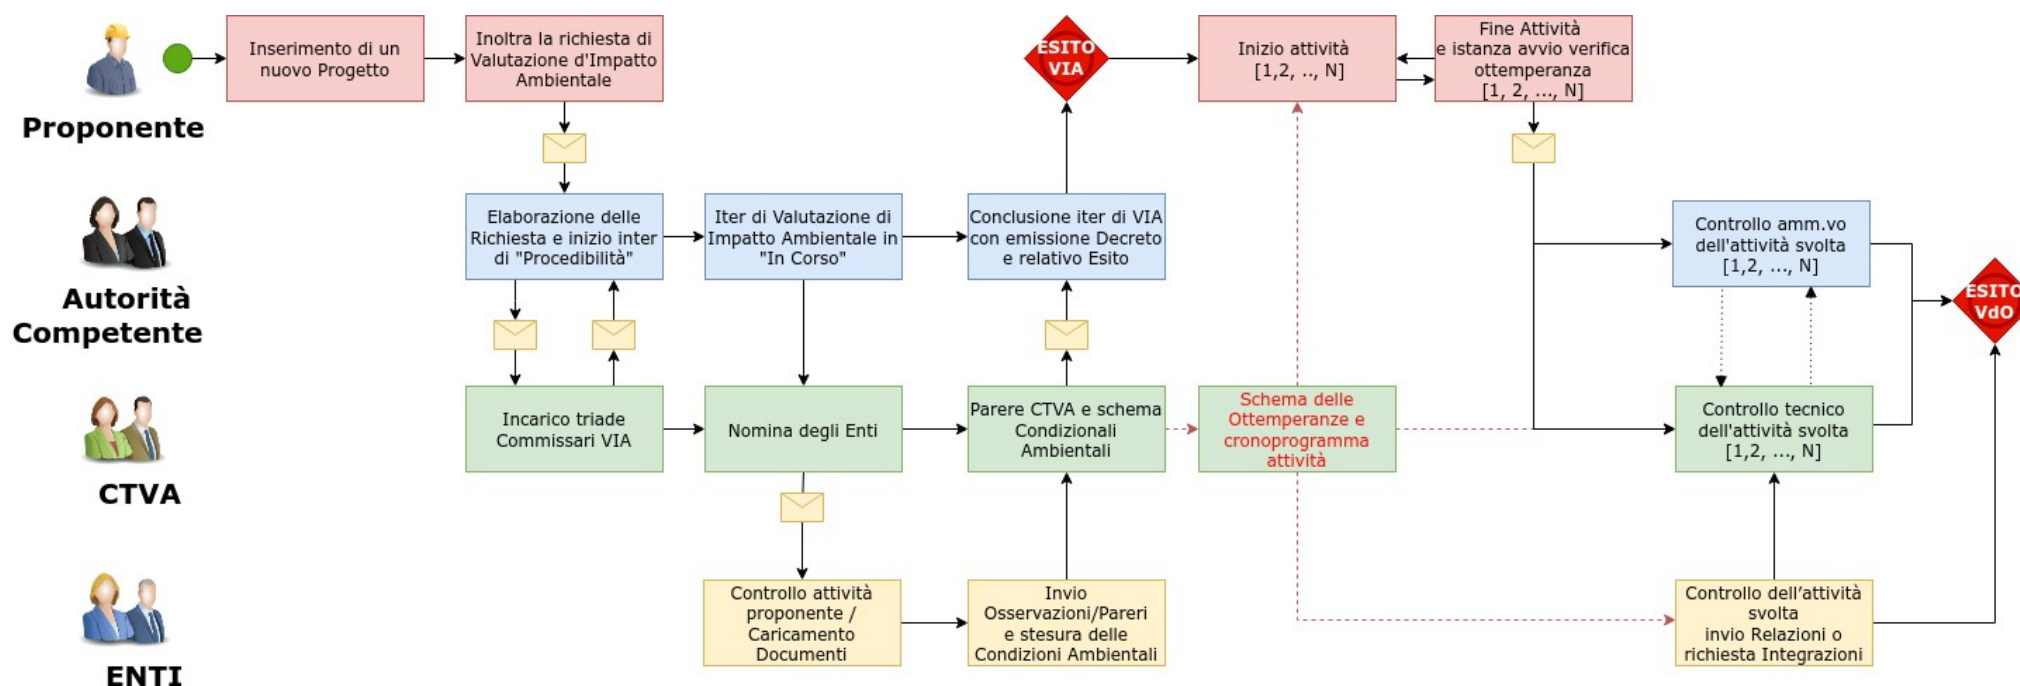 Inserimento di un
nuovo Progetto
Inoltra la richiesta di
Valutazione d'Impatto
Ambientale
ESITO
VIA
Inizio attività
[1,2, .., N]
Fine Attività
e istanza avvio verifica
ottemperanza
[1, 2, ..., N]
Proponente
Elaborazione delle
Richiesta e inizio inter
di "Procedibilità"
Iter di Valutazione di
Impatto Ambientale in
"In Corso"
Conclusione iter di VIA
con emissione Decreto
e relativo Esito
Controllo amm.vo
dell'attività svolta
[1,2, ..., N]
ESITO
VdO
Autorità
Competente
Incarico triade
Commissari VIA
Nomina degli Enti
Parere CTVA e schema
Condizionali
Ambientali
Schema delle
Ottemperanze e
cronoprogramma
attività
Controllo tecnico
dell'attività svolta
[1,2, ..., N]
CTVA
Controllo attività
proponente /
Caricamento
Documenti
Invio
Osservazioni/Pareri
e stesura delle
Condizioni Ambientali
Controllo dell’attività
svolta
invio Relazioni o
richiesta Integrazioni
ENTI